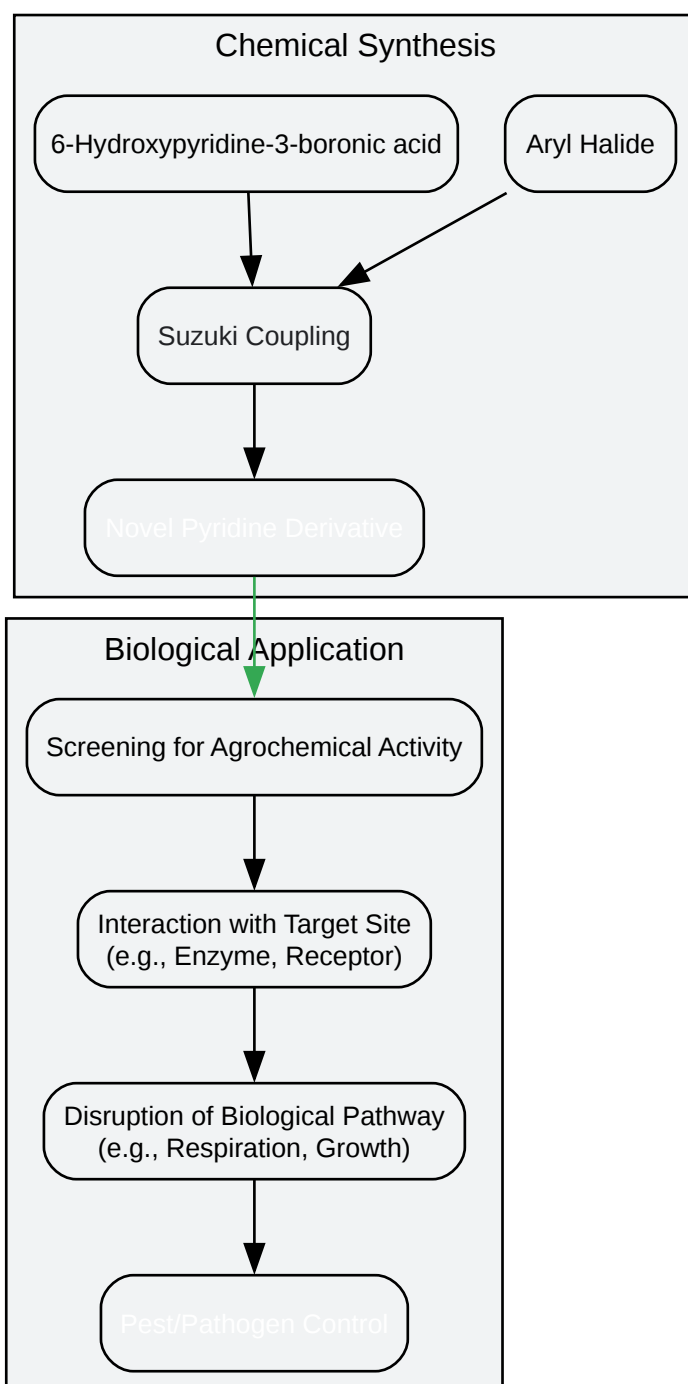 Chemical Synthesis
6-Hydroxypyridine-3-boronic acid
Aryl Halide
Suzuki Coupling
Novel Pyridine Derivative
Biological Application
Screening for Agrochemical Activity
Interaction with Target Site
(e.g., Enzyme, Receptor)
Disruption of Biological Pathway
(e.g., Respiration, Growth)
Pest/Pathogen Control